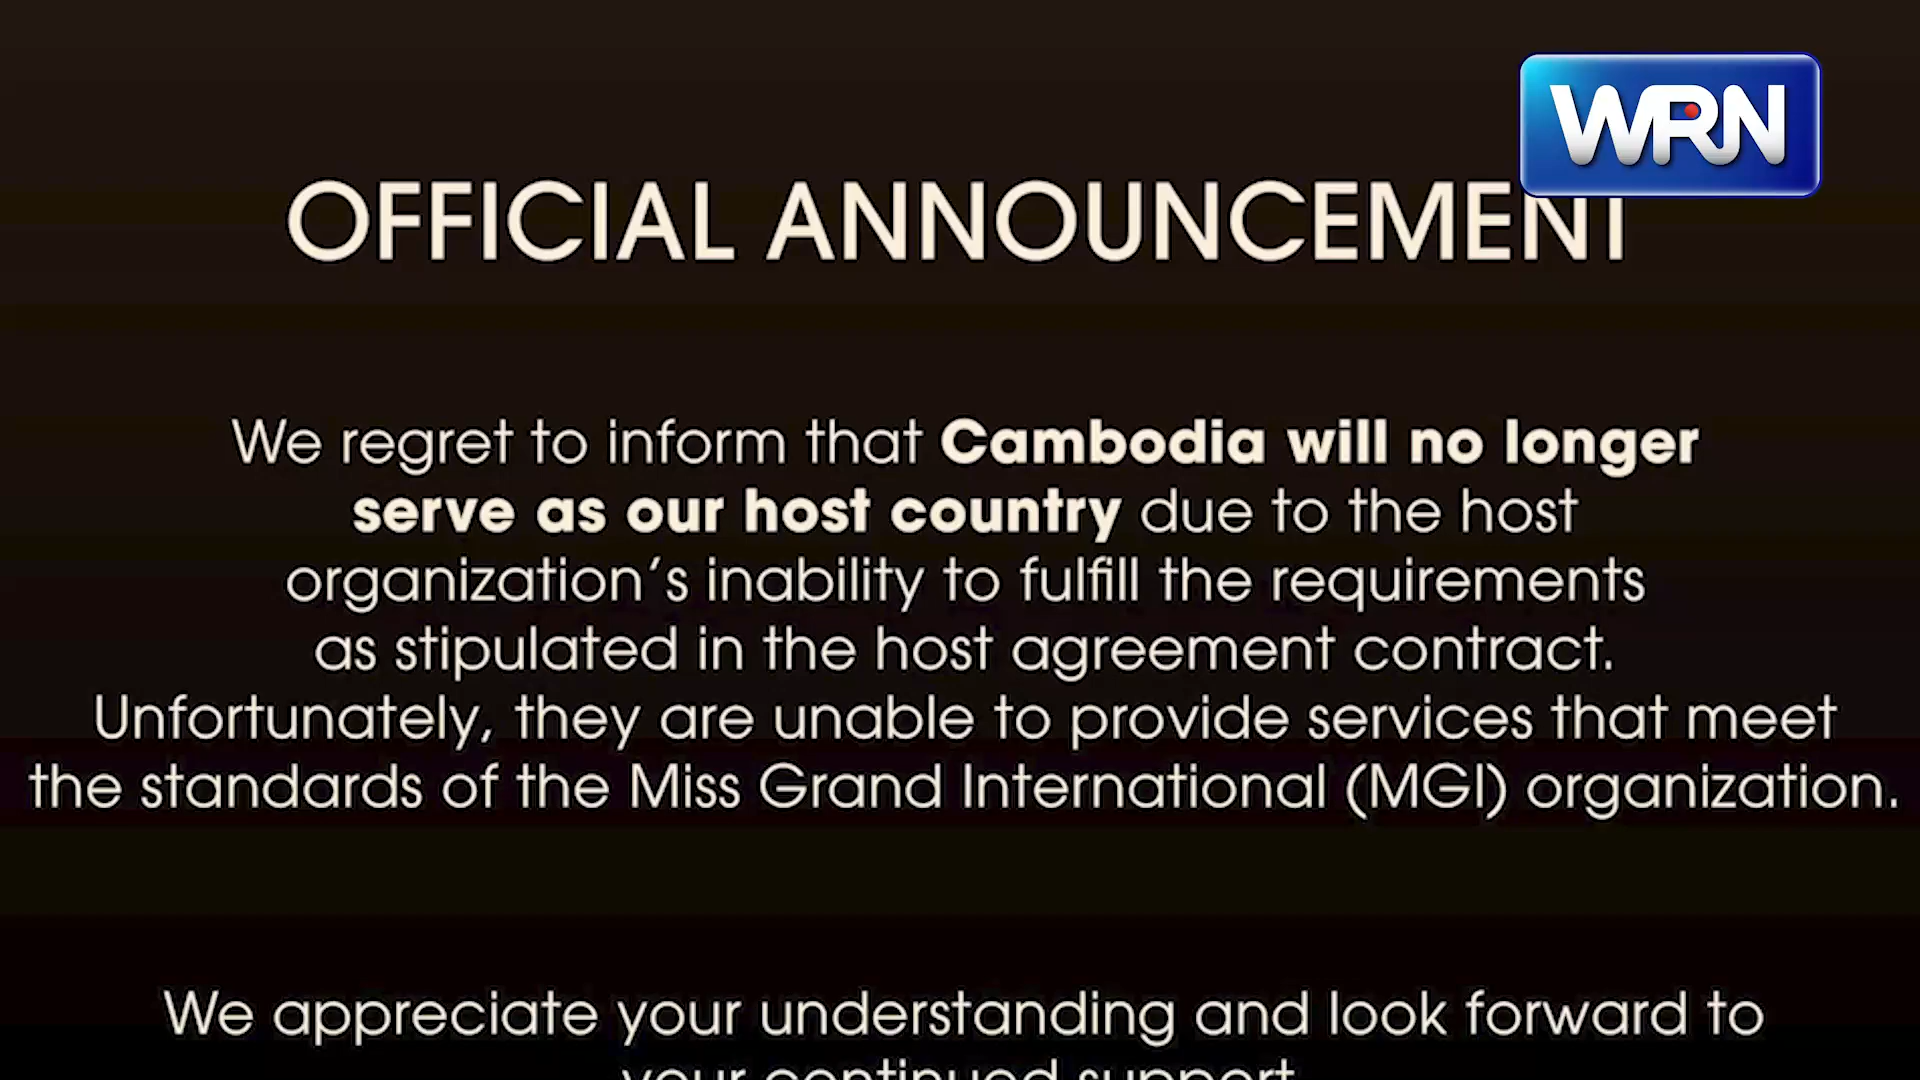 WRN
OFFICIAL ANNOUNCEMENT
We regret to inform that Cambodia will no longer
serve as our host country due to the host
organization's inability to fulfill the requirements
as stipulated in the host agreement contract.
Unfortunately, they are unable to provide services that meet
the standards of the Miss Grand International (MGI) organization.
We appreciate your understanding and look forward to
your continued support